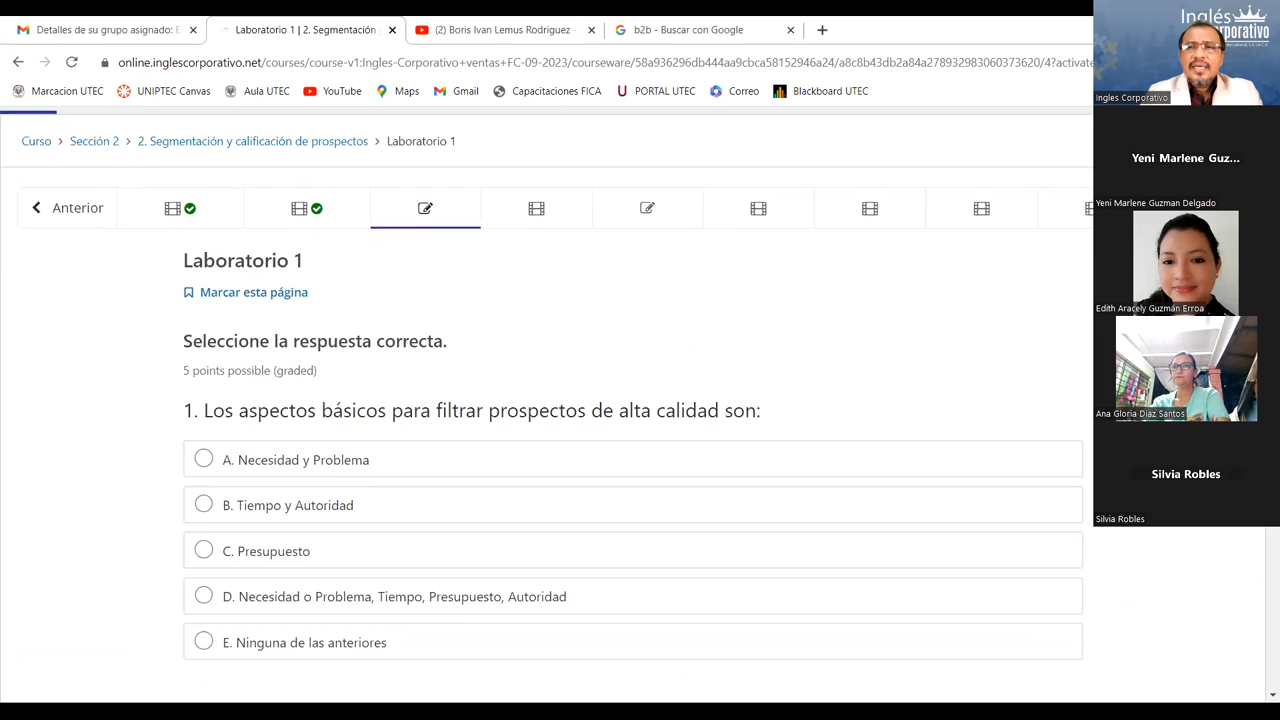 Detalles de su grupo asignado: E
Laboratorio 1 | 2. Segmentación
(2) Boris Ivan Lemus Rodriguez -
b2b - Buscar con Google
online.inglescorporativo.net/courses/course-v1:Ingles-Corporativo+ventas+FC-09-2023/courseware/58a936296db444aa9cbca58152946a24/a8c8b43db2a84a278932983060373620/4?activate
Marcacion UTEC
UNIPTEC Canvas
Aula UTEC
YouTube
Maps
Gmail
Capacitaciones FICA
PORTAL UTEC
Correo
Blackboard UTEC
Curso > Sección 2 > 2. Segmentación y calificación de prospectos > Laboratorio 1
Anterior
Laboratorio 1
Marcar esta página
Seleccione la respuesta correcta.
5 points possible (graded)
1. Los aspectos básicos para filtrar prospectos de alta calidad son:
A. Necesidad y Problema
B. Tiempo y Autoridad
C. Presupuesto
D. Necesidad o Problema, Tiempo, Presupuesto, Autoridad
E. Ninguna de las anteriores
Inglés
Ingles Corporativo
Yeni Marlene Guz...
Yeni Marlene Guzman Delgado
Edith Aracely Guzmán Erroa
Ana Gloria Diaz Santos
Silvia Robles
Silvia Robles